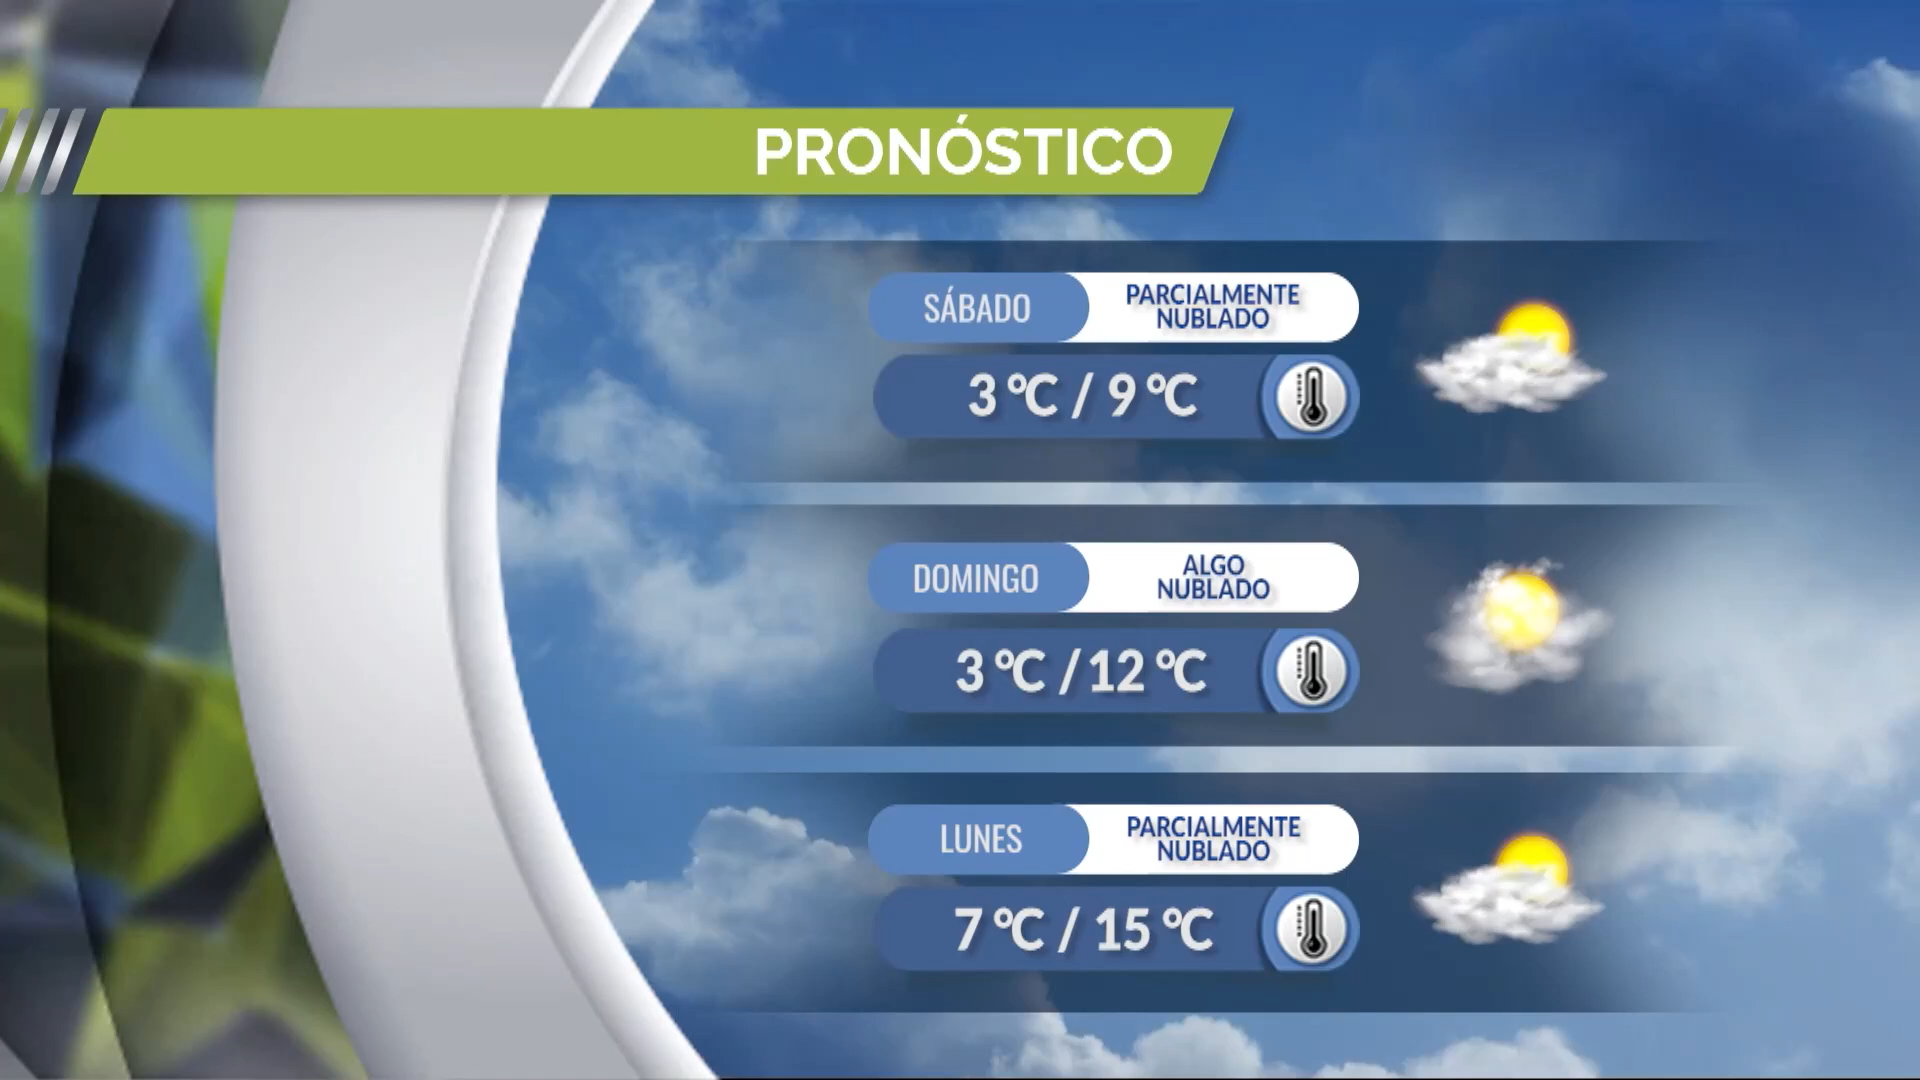 PRONÓSTICO
SÁBADO
PARCIALMENTE
NUBLADO
3 °C / 9 °C
DOMINGO
ALGO
NUBLADO
3 °C / 12 °C
LUNES
PARCIALMENTE
NUBLADO
7 °C / 15 °C